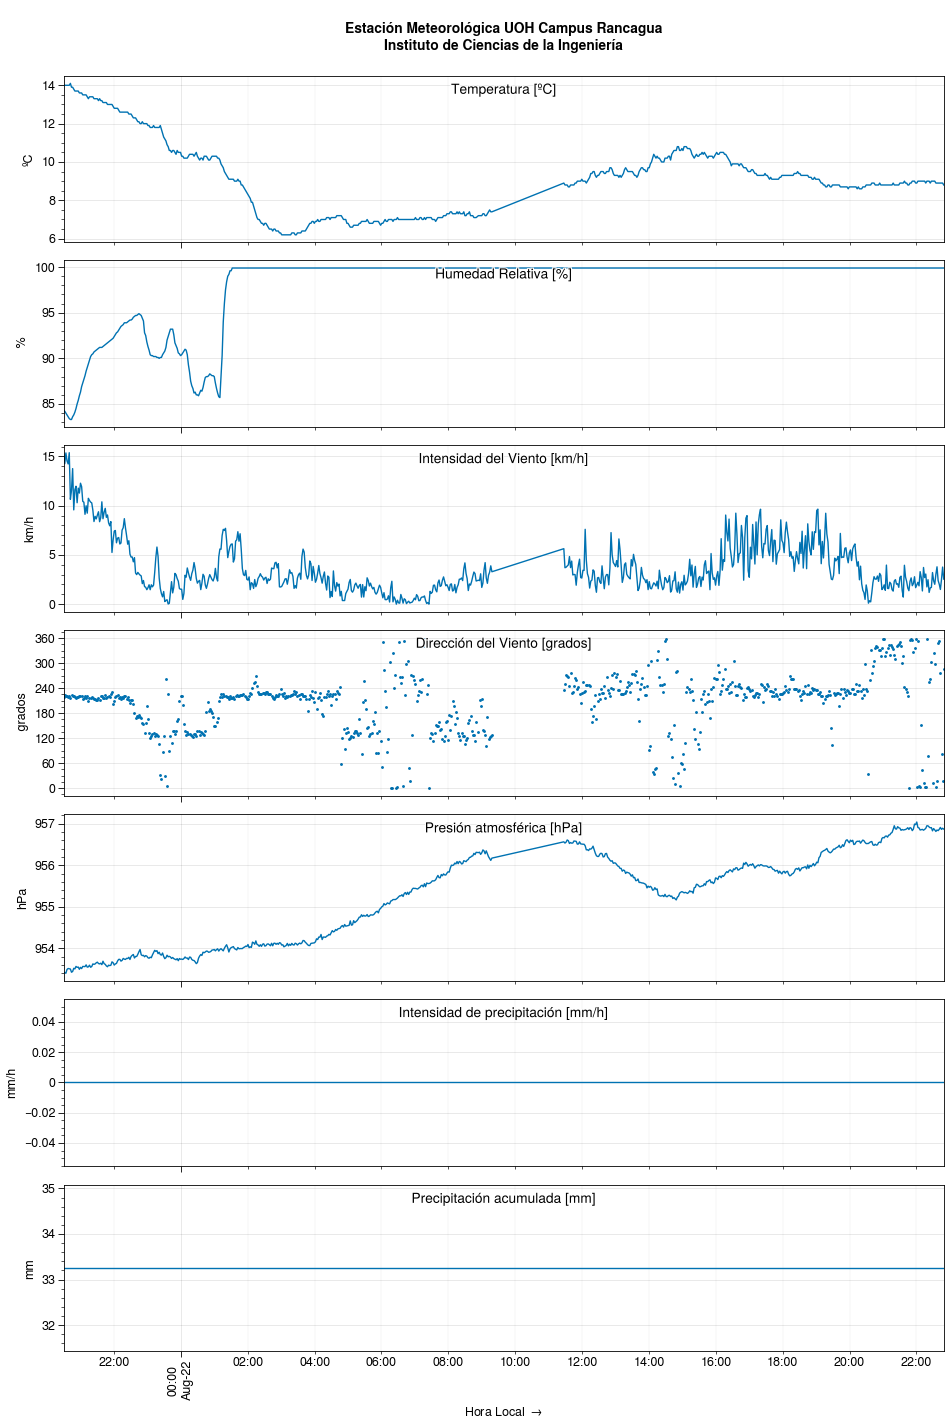 Estación Meteorológica UOH Campus Rancagua
Instituto de Ciencias de la Ingeniería
Temperatura [ºC]
14
12
10
8
6
ºC
Humedad Relativa [%]
100
95
90
85
%
Intensidad del Viento [km/h]
15
10
5
0
km/h
Dirección del Viento [grados]
360
300
240
180
120
60
0
grados
Presión atmosférica [hPa]
957
956
955
954
hPa
Intensidad de precipitación [mm/h]
0.04
0.02
0
−0.02
−0.04
mm/h
Precipitación acumulada [mm]
35
34
33
32
mm
22:00
00:00
Aug-22
02:00
04:00
06:00
08:00
10:00
12:00
14:00
16:00
18:00
20:00
22:00
Hora Local →